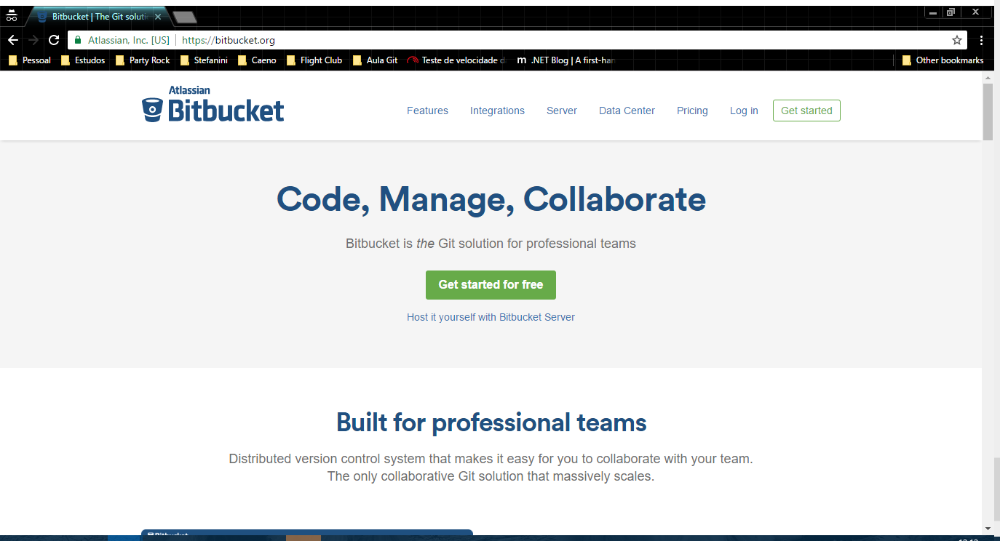 Bitbucket | The Git soluti
Atlassian, Inc. [US] https://bitbucket.org
Pessoal Estudos Party Rock Stefanini Caeno Flight Club Aula Git Teste de velocidade d m .NET Blog | A first-han Other bookmarks
Atlassian
Bitbucket
Features Integrations Server Data Center Pricing Log in Get started
Code, Manage, Collaborate
Bitbucket is the Git solution for professional teams
Get started for free
Host it yourself with Bitbucket Server
Built for professional teams
Distributed version control system that makes it easy for you to collaborate with your team.
The only collaborative Git solution that massively scales.
Bitbucket